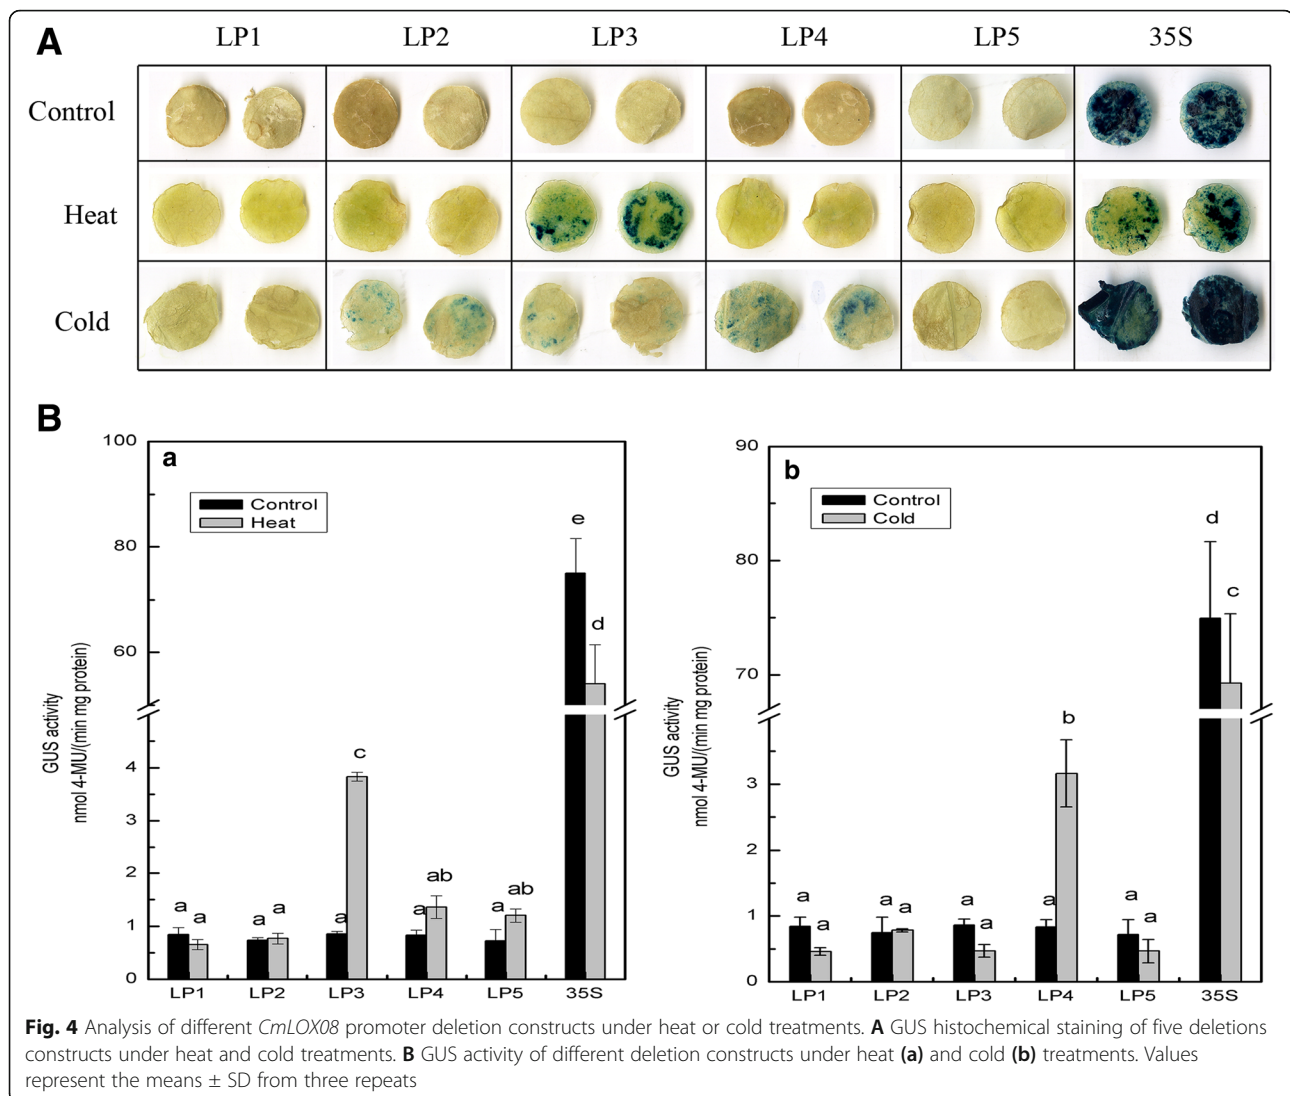 A
LP1 LP2 LP3 LP4 LP5 35S
Control
Heat
Cold
B
a
Control
Heat
GUS activity
nmol 4-MU/(min mg protein)
100
80
60
4
3
2
1
0
a a a a a c a ab a ab e d
LP1 LP2 LP3 LP4 LP5 35S
b
Control
Cold
GUS activity
nmol 4-MU/(min mg protein)
90
80
70
3
2
1
0
a a a a a a a b a a d c
LP1 LP2 LP3 LP4 LP5 35S
Fig. 4 Analysis of different CmLOX08 promoter deletion constructs under heat or cold treatments. A GUS histochemical staining of five deletions
constructs under heat and cold treatments. B GUS activity of different deletion constructs under heat (a) and cold (b) treatments. Values
represent the means ± SD from three repeats